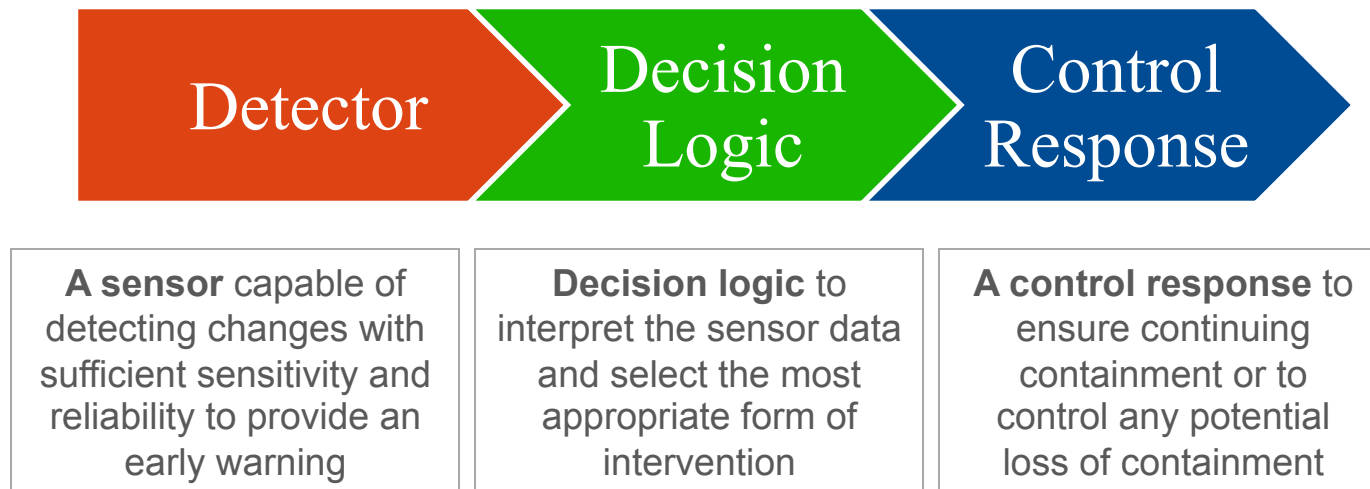 Detector
Decision
Logic
Control
Response
A sensor capable of
detecting changes with
sufficient sensitivity and
reliability to provide an
early warning
Decision logic to
interpret the sensor data
and select the most
appropriate form of
intervention
A control response to
ensure continuing
containment or to
control any potential
loss of containment